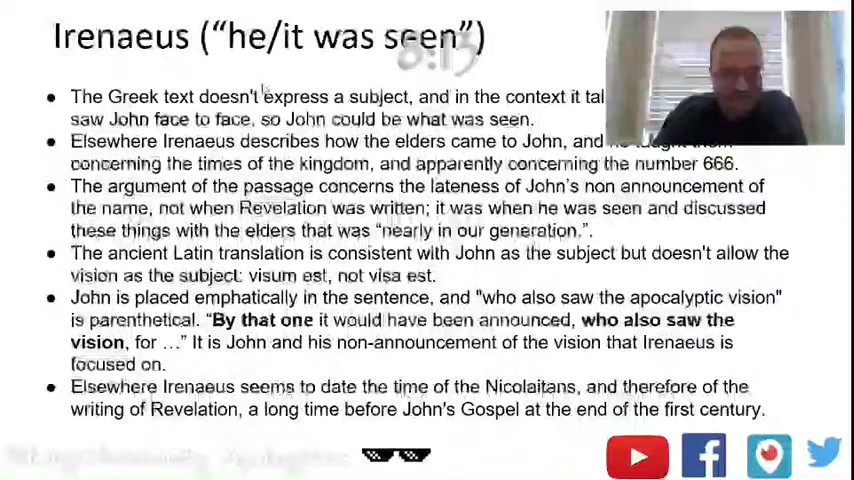 Irenaeus (“he/it was seen”)
8:13
• The Greek text doesn't express a subject, and in the context it tal
saw John face to face, so John could be what was seen.
• Elsewhere Irenaeus describes how the elders came to John, and
concerning the times of the kingdom, and apparently concerning the number 666.
• The argument of the passage concerns the lateness of John’s non announcement of
the name, not when Revelation was written; it was when he was seen and discussed
these things with the elders that was “nearly in our generation.”.
• The ancient Latin translation is consistent with John as the subject but doesn't allow the
vision as the subject: visum est, not visa est.
• John is placed emphatically in the sentence, and "who also saw the apocalyptic vision"
is parenthetical. “By that one it would have been announced, who also saw the
vision, for …” It is John and his non-announcement of the vision that Irenaeus is
focused on.
• Elsewhere Irenaeus seems to date the time of the Nicolaitans, and therefore of the
writing of Revelation, a long time before John's Gospel at the end of the first century.